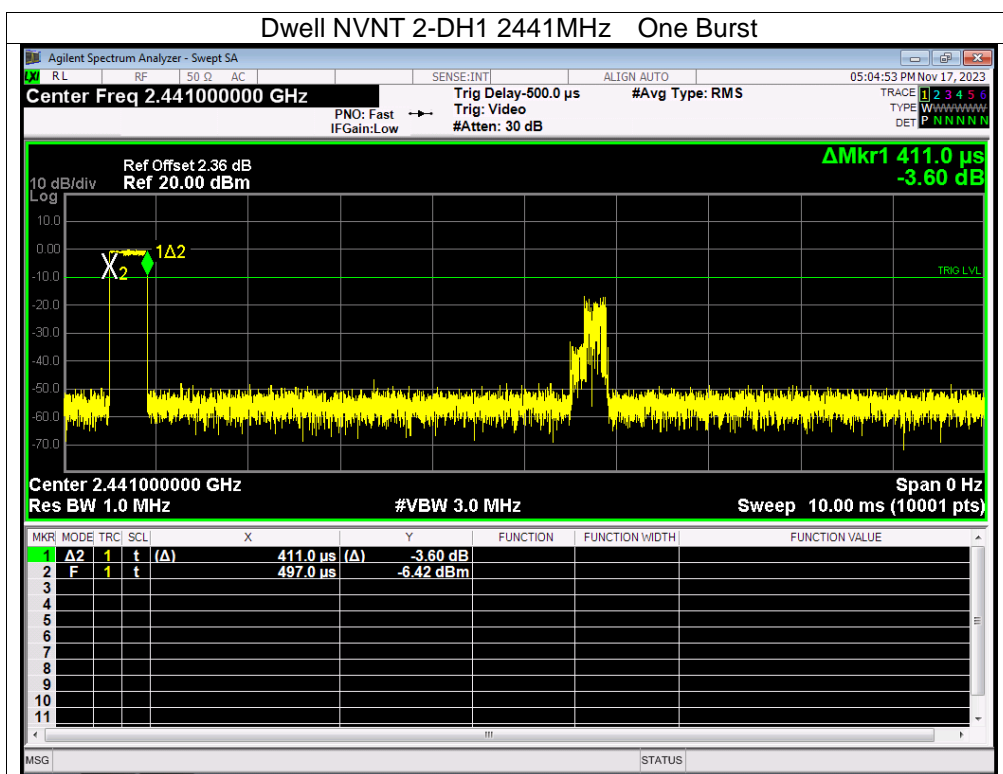 Dwell NVNT 2-DH1 2441MHz One Burst
Agilent Spectrum Analyzer - Swept SA
LXI RL RF 50 Ω AC SENSE:INT ALIGN AUTO 05:04:53 PM Nov 17, 2023
Center Freq 2.441000000 GHz Trig Delay-500.0 µs #Avg Type: RMS TRACE 1 2 3 4 5 6
PNO: Fast Trig: Video TYPE WWWWWW
IFGain:Low #Atten: 30 dB DET P N N N N N
ΔMkr1 411.0 µs
-3.60 dB
Ref Offset 2.36 dB
10 dB/div Ref 20.00 dBm
Log
10.0
0.00
-10.0
-20.0
-30.0
-40.0
-50.0
-60.0
-70.0
1Δ2
2
TRIG LVL
Center 2.441000000 GHz Span 0 Hz
Res BW 1.0 MHz #VBW 3.0 MHz Sweep 10.00 ms (10001 pts)
MKR MODE TRC SCL X Y FUNCTION FUNCTION WIDTH FUNCTION VALUE
1 Δ2 1 t (Δ) 411.0 µs (Δ) -3.60 dB
2 F 1 t 497.0 µs -6.42 dBm
3
4
5
6
7
8
9
10
11
MSG STATUS